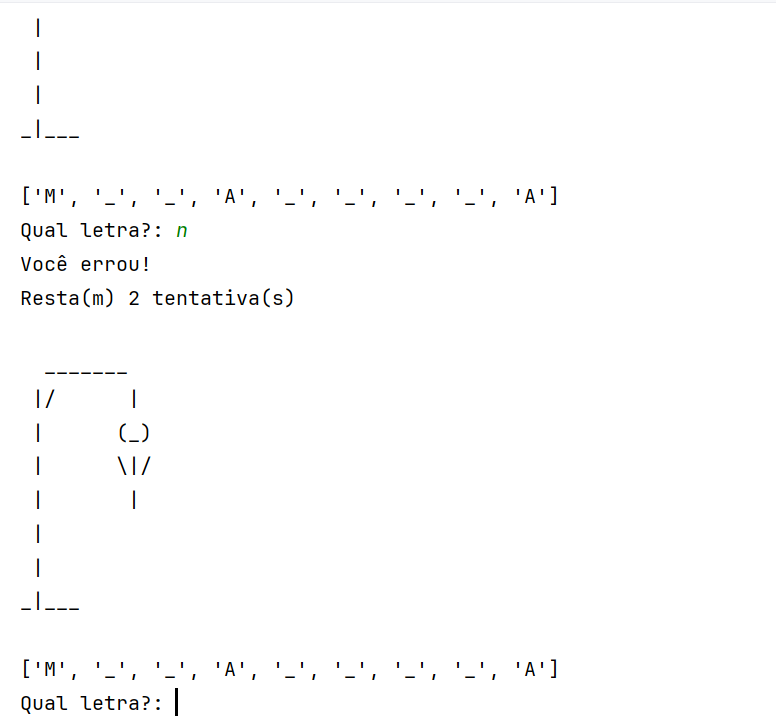 |
 |
 |
_|___
['M', '_', '_', 'A', '_', '_', '_', '_', 'A']
Qual letra?: n
Você errou!
Resta(m) 2 tentativa(s)
  _______
 |/      |
 |      (_)
 |      \|/
 |       |
 |
 |
_|___
['M', '_', '_', 'A', '_', '_', '_', '_', 'A']
Qual letra?: